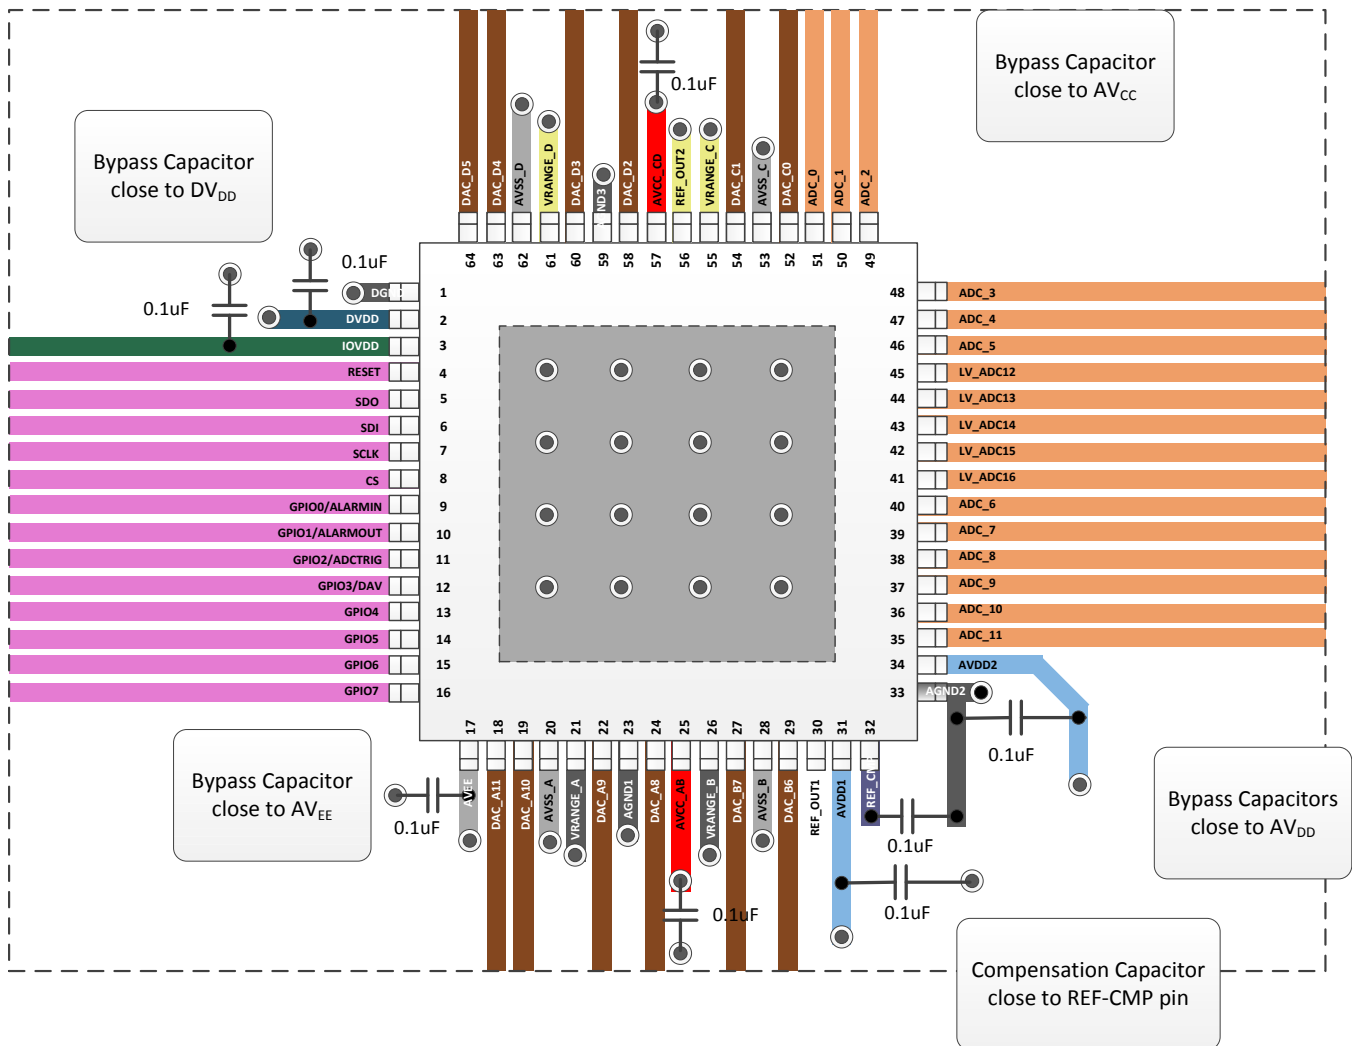 Bypass Capacitor
close to AVCC
Bypass Capacitor
close to DVDD
0.1uF
0.1uF
0.1uF
DAC_D5
DAC_D4
AVSS_D
VRANGE_D
DAC_D3
DAC_D2
AVCC_CD
REF_OUT2
VRANGE_C
DAC_C1
AVSS_C
DAC_C0
ADC_0
ADC_1
ADC_2
64
63
62
61
60
59
58
57
56
55
54
53
52
51
50
49
1
DVDD
2
IOVDD
3
RESET
4
SDO
5
SDI
6
SCLK
7
CS
8
GPIO0/ALARMIN
9
GPIO1/ALARMOUT
10
GPIO2/ADCTRIG
11
GPIO3/DAV
12
GPIO4
13
GPIO5
14
GPIO6
15
GPIO7
16
48
ADC_3
47
ADC_4
46
ADC_5
45
LV_ADC12
44
LV_ADC13
43
LV_ADC14
42
LV_ADC15
41
LV_ADC16
40
ADC_6
39
ADC_7
38
ADC_8
37
ADC_9
36
ADC_10
35
ADC_11
34
AVDD2
33
AGND2
17
18
19
20
21
22
23
24
25
26
27
28
29
30
31
32
AVEE
DAC_A11
DAC_A10
AVSS_A
VRANGE_A
DAC_A9
AGND1
DAC_A8
AVCC_AB
VRANGE_B
DAC_B7
AVSS_B
DAC_B6
REF_OUT1
AVDD1
0.1uF
0.1uF
0.1uF
0.1uF
0.1uF
Bypass Capacitor
close to AVEE
Bypass Capacitors
close to AVDD
Compensation Capacitor
close to REF-CMP pin